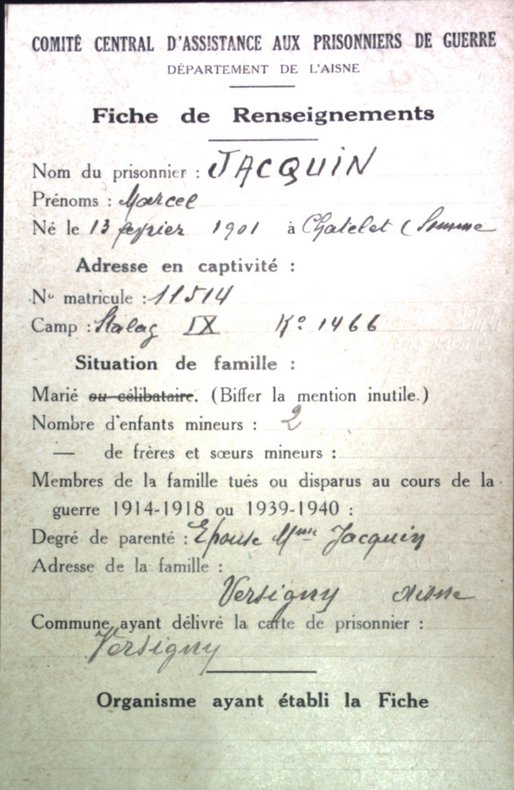 COMITÉ CENTRAL D'ASSISTANCE AUX PRISONNIERS DE GUERRE
DÉPARTEMENT DE L'AISNE
Fiche de Renseignements
Nom du prisonnier : JACQUIN
Prénoms : Marcel
Né le 13 février 1901 à Chatelet (Somme
Adresse en captivité :
No matricule : 11514
Camp : Stalag IX Ko 1466
Situation de famille :
Marié ou célibataire. (Biffer la mention inutile.)
Nombre d'enfants mineurs : 2
— de frères et sœurs mineurs :
Membres de la famille tués ou disparus au cours de la
guerre 1914-1918 ou 1939-1940 :
Degré de parenté : Epouse Mme Jacquin
Adresse de la famille :
Versigny Aisne
Commune ayant délivré la carte de prisonnier :
Versigny
Organisme ayant établi la Fiche